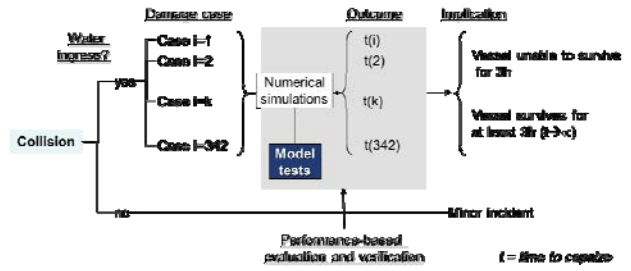 Damage case
Outcome
Implication
Water
ingress?
yes
Case i=1
Case i=2
Case i=k
Case i=342
Numerical
simulations
Model
tests
t(i)
t(2)
t(k)
t(342)
Vessel unable to survive
for 3h
Vessel survives for
at least 3h (t→∞)
Collision
no
Minor incident
Performance-based
evaluation and verification
t = time to capsize